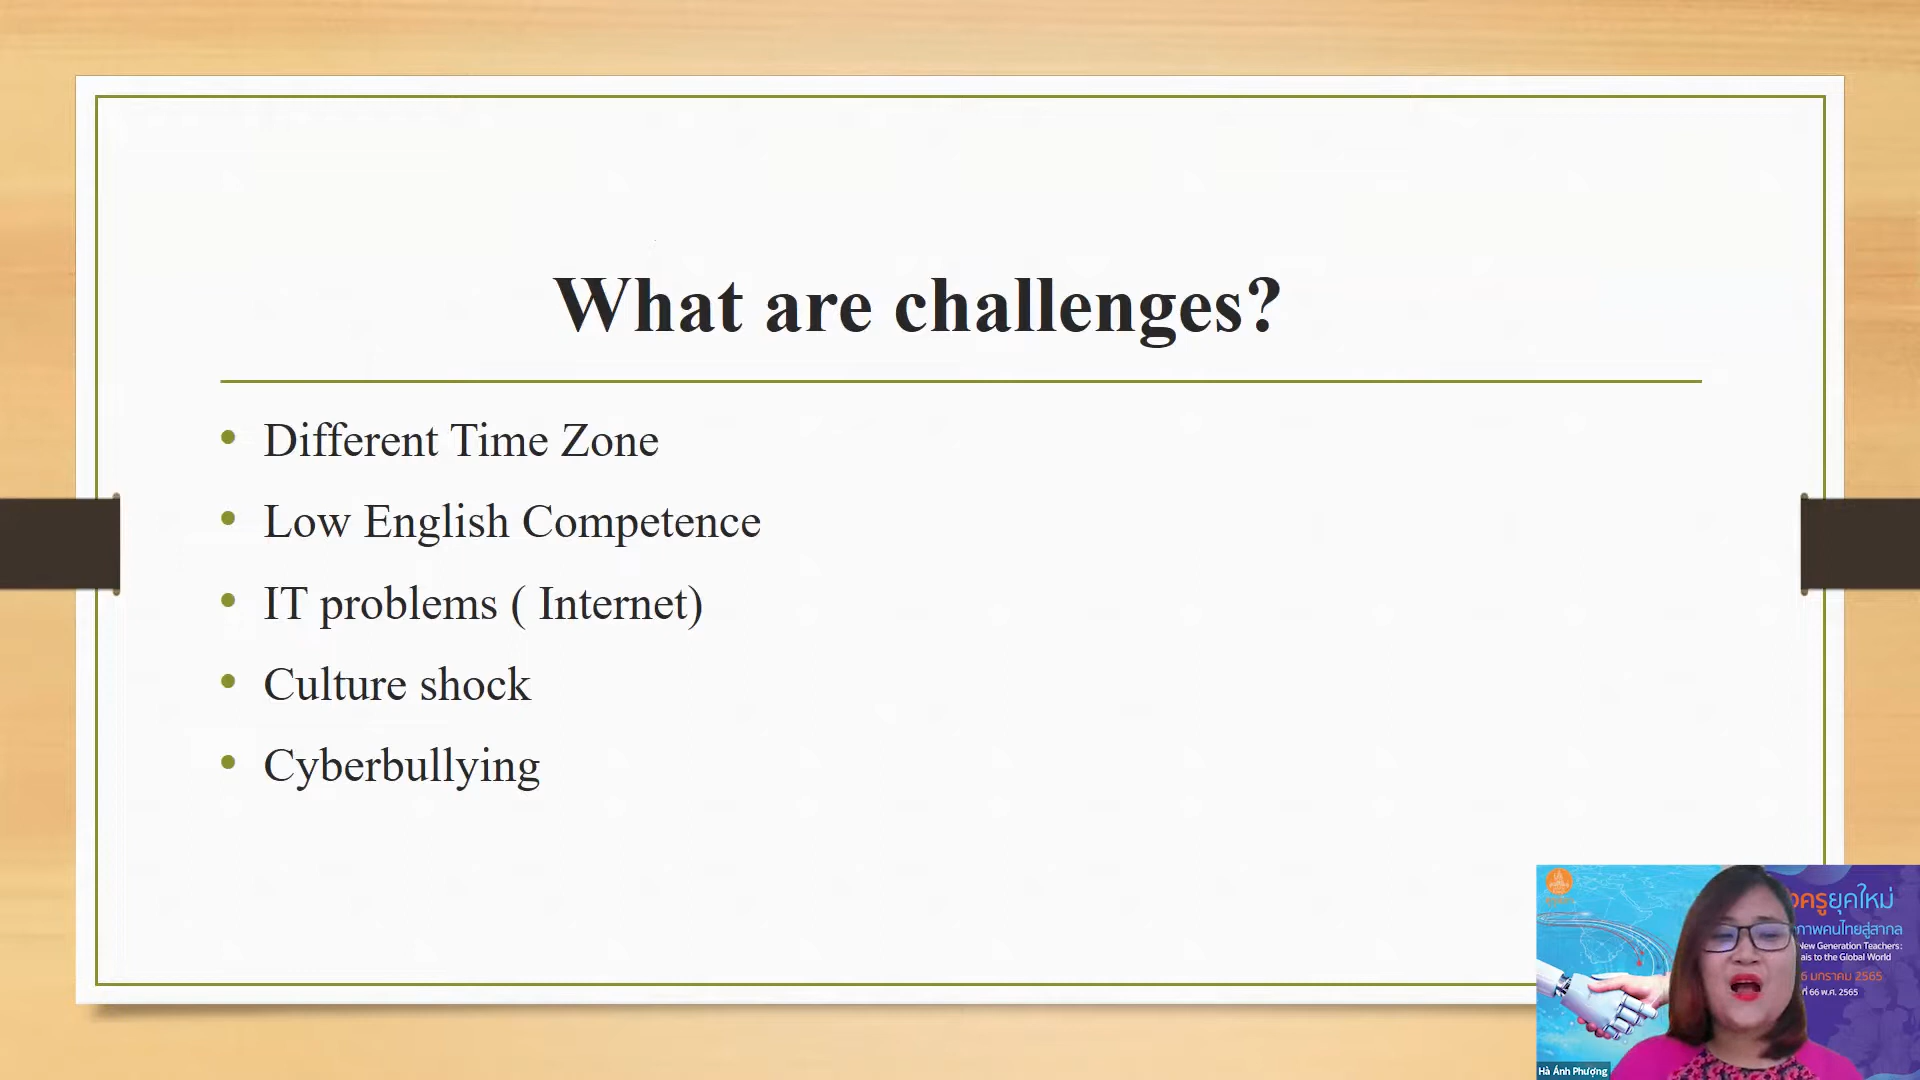 What are challenges?
• Different Time Zone
• Low English Competence
• IT problems ( Internet)
• Culture shock
• Cyberbullying
ครูยุคใหม่
ภาพคนไทยสู่สากล
New Generation Teachers:
ais to the Global World
6 มกราคม 2565
ที่ 66 พ.ศ. 2565
Hà Ánh Phượng